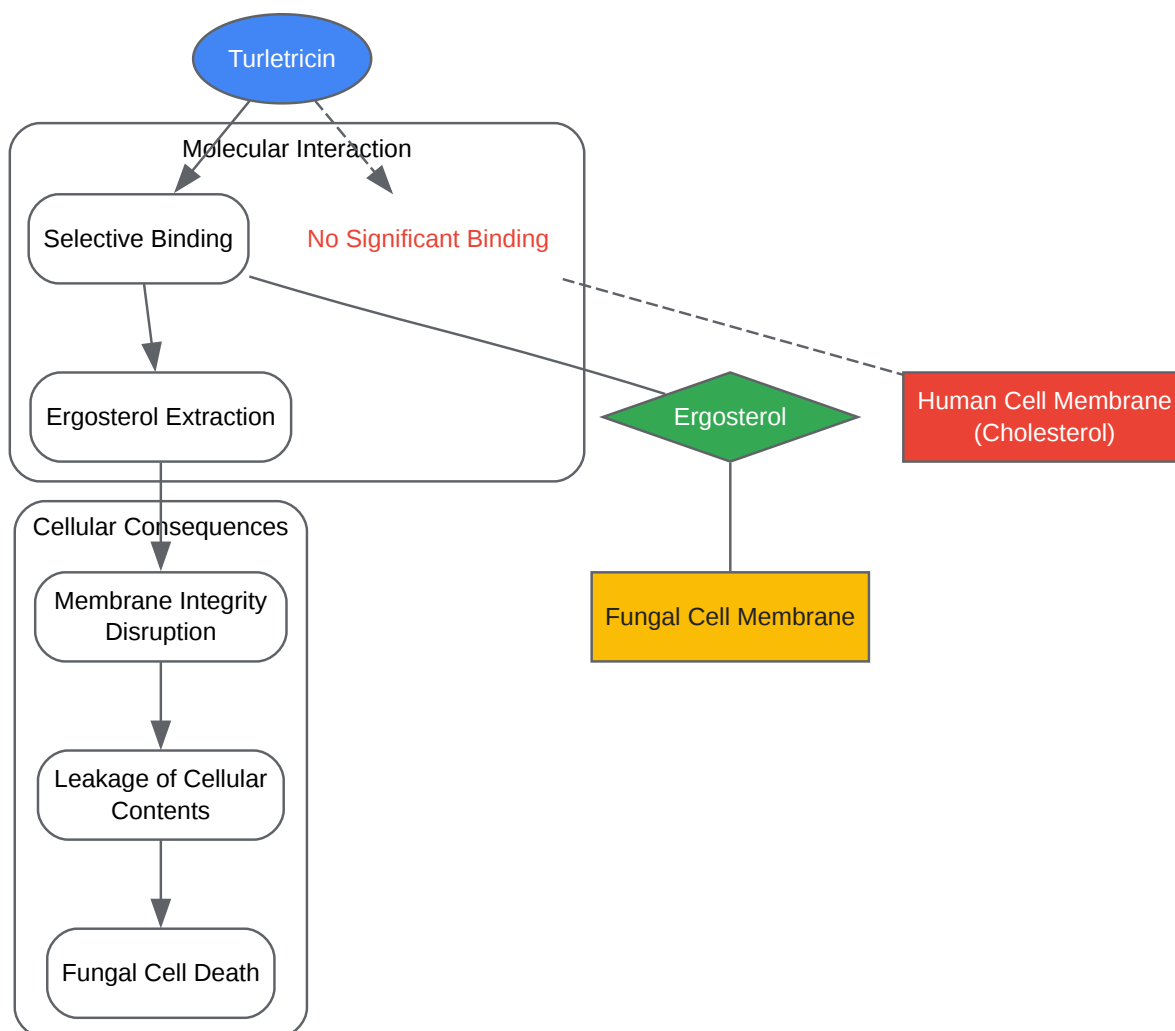 Turletricin
Molecular Interaction
Selective Binding
No Significant Binding
Ergosterol Extraction
Ergosterol
Human Cell Membrane
(Cholesterol)
Cellular Consequences
Membrane Integrity
Disruption
Fungal Cell Membrane
Leakage of Cellular
Contents
Fungal Cell Death